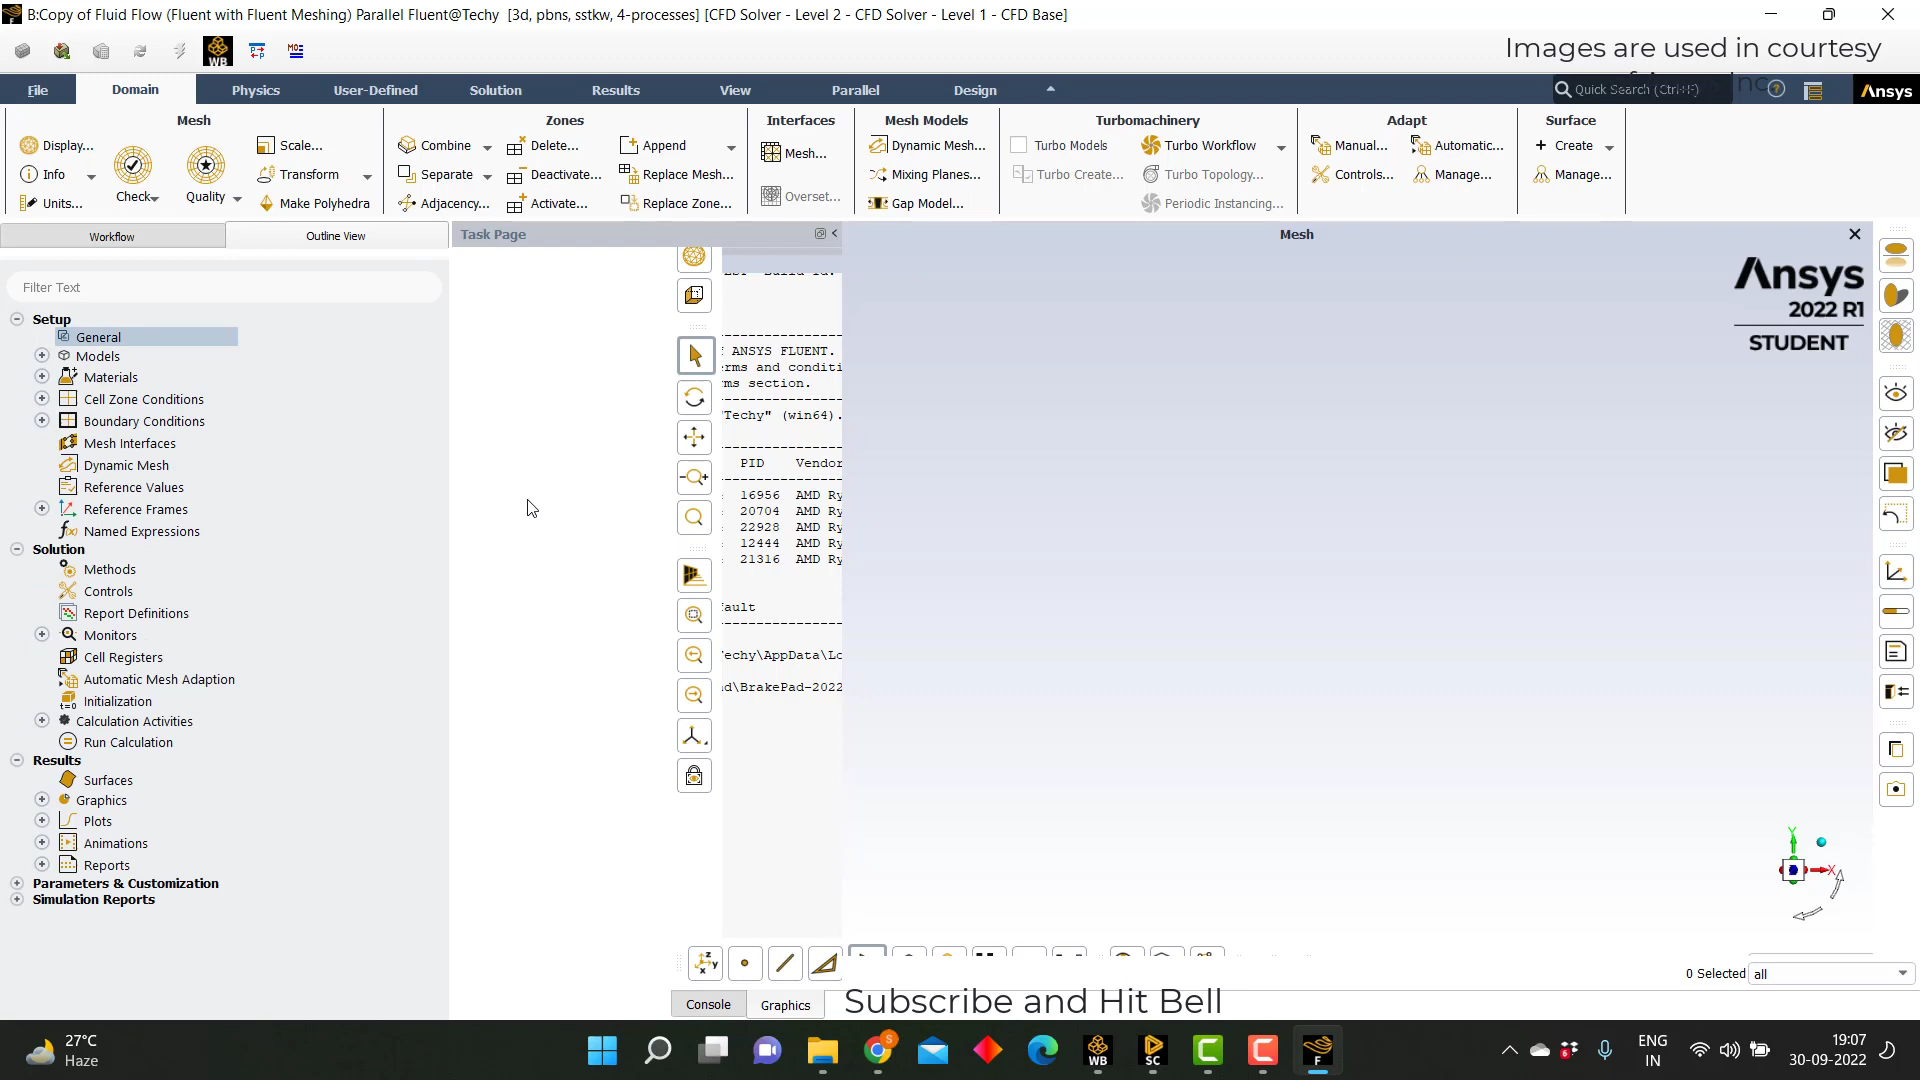 B:Copy of Fluid Flow (Fluent with Fluent Meshing) Parallel Fluent@Techy [3d, pbns, sstkw, 4-processes] [CFD Solver - Level 2 - CFD Solver - Level 1 - CFD Base]
WB
Images are used in courtesy
File Domain Physics User-Defined Solution Results View Parallel Design
Quick Search (Ctrl+F)
Ansys
Mesh Zones Interfaces Mesh Models Turbomachinery Adapt Surface
Display... Scale... Combine Delete... Append Mesh... Dynamic Mesh... Turbo Models Turbo Workflow Manual... Automatic... Create
Info Check Quality Transform Separate Deactivate... Replace Mesh... Mixing Planes... Turbo Create... Turbo Topology... Controls... Manage... Manage...
Units... Make Polyhedra Adjacency... Activate... Replace Zone... Overset... Gap Model... Periodic Instancing...
Workflow
Outline View
Task Page
Mesh
Filter Text
Setup
General
Models
Materials
Cell Zone Conditions
Boundary Conditions
Mesh Interfaces
Dynamic Mesh
Reference Values
Reference Frames
Named Expressions
Solution
Methods
Controls
Report Definitions
Monitors
Cell Registers
Automatic Mesh Adaption
Initialization
Calculation Activities
Run Calculation
Results
Surfaces
Graphics
Plots
Animations
Reports
Parameters & Customization
Simulation Reports
ANSYS FLUENT.
erms and conditi
ms section.
"Techy" (win64).
PID Vendor
16956 AMD Ry
20704 AMD Ry
22928 AMD Ry
12444 AMD Ry
21316 AMD Ry
fault
Techy\AppData\Lo
ad\BrakePad-2022
Ansys
2022 R1
STUDENT
Y
X
0 Selected all
Console
Graphics
Subscribe and Hit Bell
27°C
Haze
WB
SC
F
ENG
IN
19:07
30-09-2022